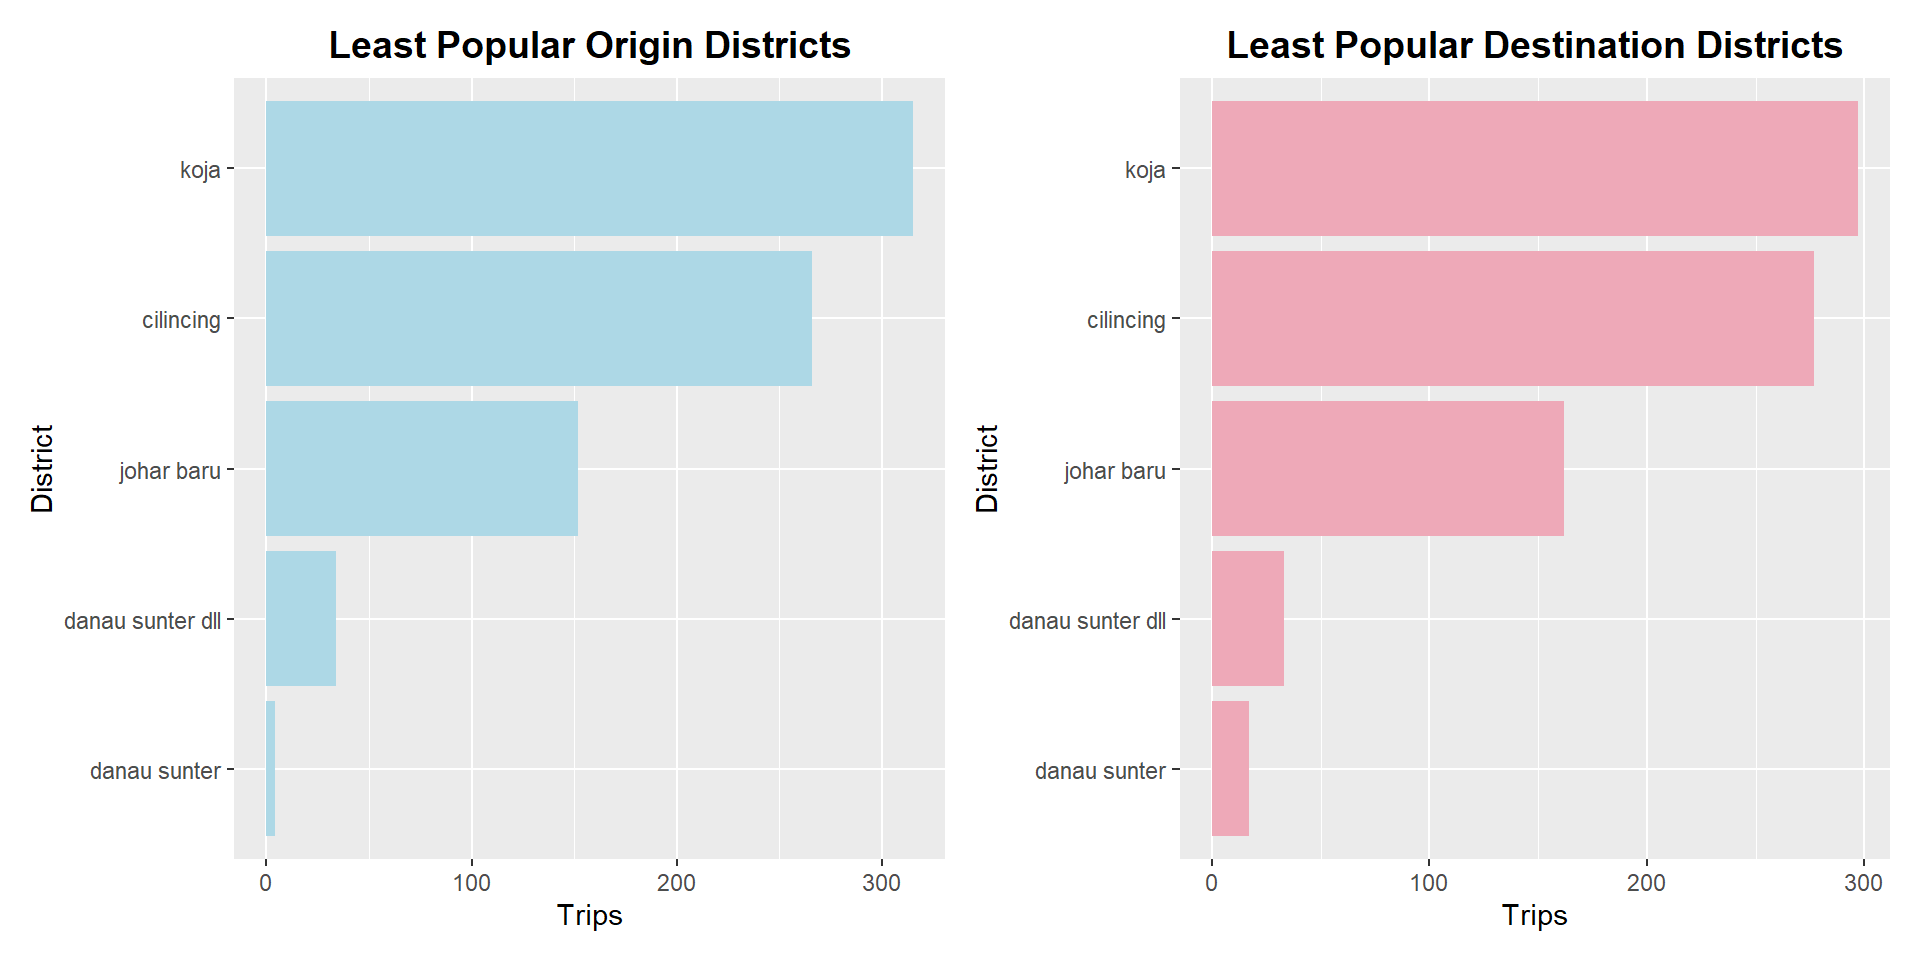 Least Popular Origin Districts
District
koja
cilincing
johar baru
danau sunter dll
danau sunter
0 100 200 300
Trips
Least Popular Destination Districts
District
koja
cilincing
johar baru
danau sunter dll
danau sunter
0 100 200 300
Trips